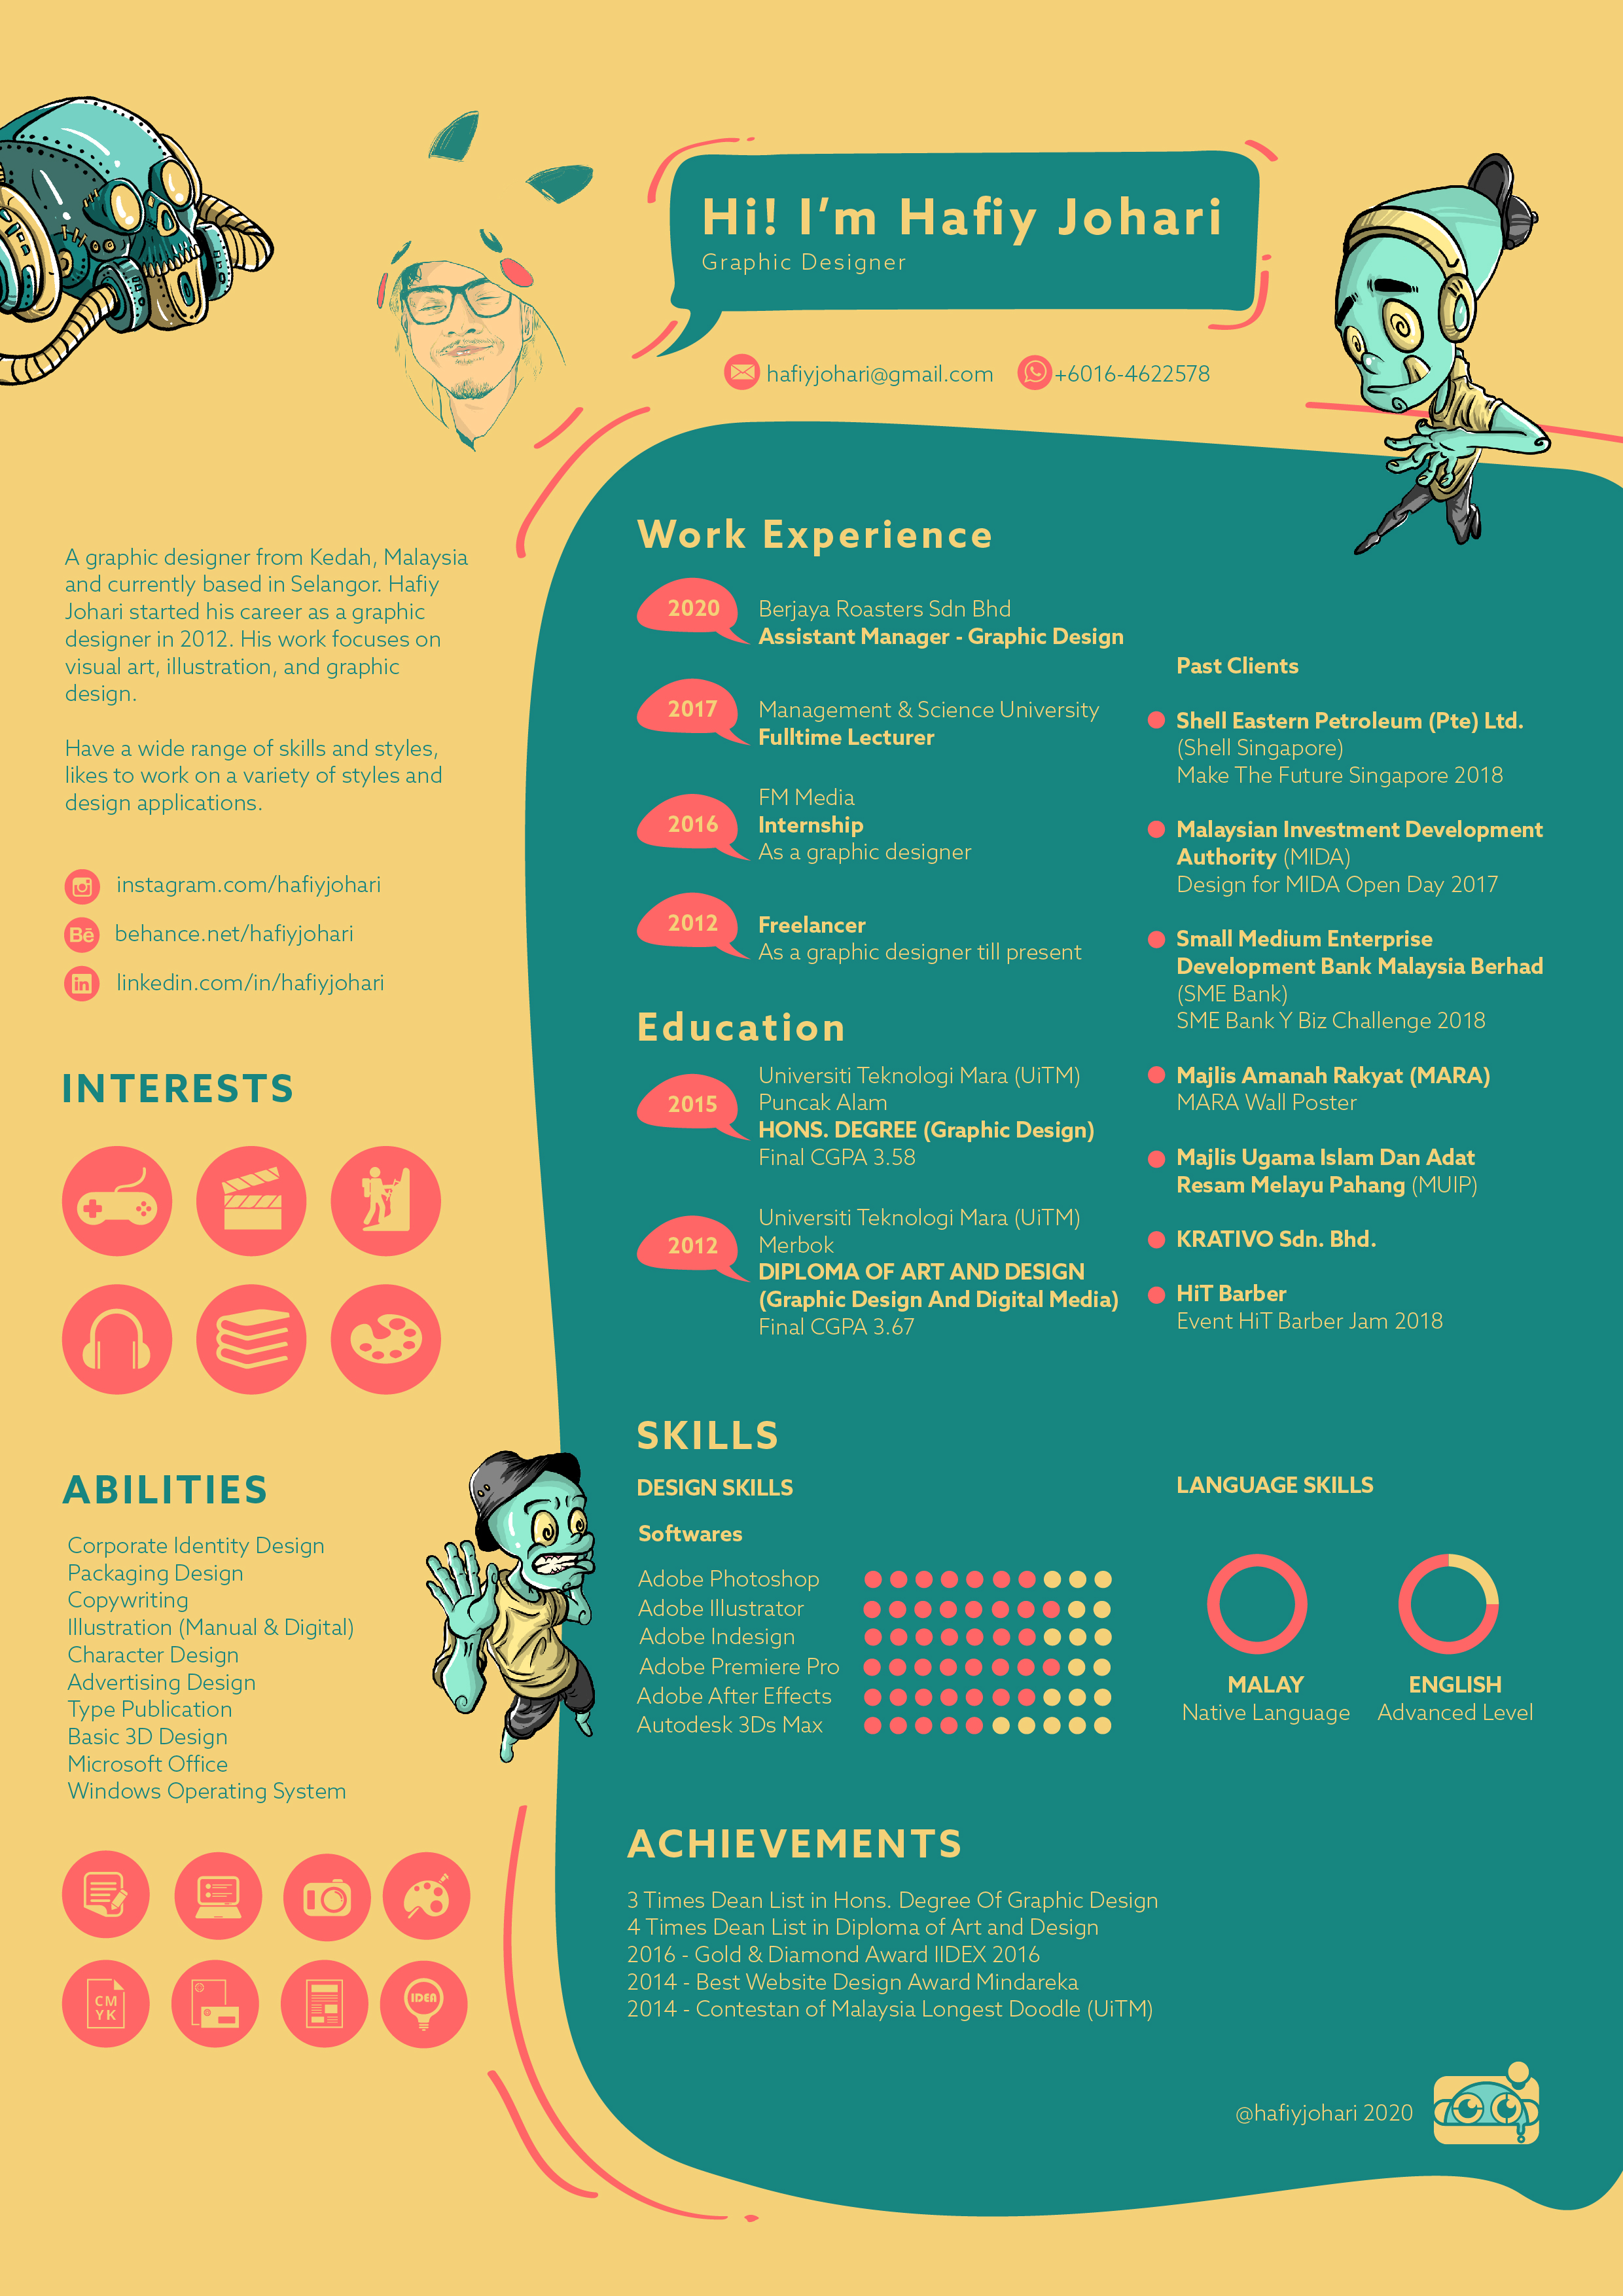 Hi! I'm Hafiy Johari
Graphic Designer
hafiyjohari@gmail.com
+6016-4622578
A graphic designer from Kedah, Malaysia
and currently based in Selangor. Hafiy
Johari started his career as a graphic
designer in 2012. His work focuses on
visual art, illustration, and graphic
design.
Have a wide range of skills and styles,
likes to work on a variety of styles and
design applications.
instagram.com/hafiyjohari
Bē behance.net/hafiyjohari
in linkedin.com/in/hafiyjohari
INTERESTS
ABILITIES
Corporate Identity Design
Packaging Design
Copywriting
Illustration (Manual & Digital)
Character Design
Advertising Design
Type Publication
Basic 3D Design
Microsoft Office
Windows Operating System
CM
YK
IDEA
Work Experience
2020
Berjaya Roasters Sdn Bhd
Assistant Manager - Graphic Design
2017
Management & Science University
Fulltime Lecturer
2016
FM Media
Internship
As a graphic designer
2012
Freelancer
As a graphic designer till present
Education
2015
Universiti Teknologi Mara (UiTM)
Puncak Alam
HONS. DEGREE (Graphic Design)
Final CGPA 3.58
2012
Universiti Teknologi Mara (UiTM)
Merbok
DIPLOMA OF ART AND DESIGN
(Graphic Design And Digital Media)
Final CGPA 3.67
Past Clients
Shell Eastern Petroleum (Pte) Ltd.
(Shell Singapore)
Make The Future Singapore 2018
Malaysian Investment Development
Authority (MIDA)
Design for MIDA Open Day 2017
Small Medium Enterprise
Development Bank Malaysia Berhad
(SME Bank)
SME Bank Y Biz Challenge 2018
Majlis Amanah Rakyat (MARA)
MARA Wall Poster
Majlis Ugama Islam Dan Adat
Resam Melayu Pahang (MUIP)
KRATIVO Sdn. Bhd.
HiT Barber
Event HiT Barber Jam 2018
SKILLS
DESIGN SKILLS
Softwares
Adobe Photoshop
Adobe Illustrator
Adobe Indesign
Adobe Premiere Pro
Adobe After Effects
Autodesk 3Ds Max
LANGUAGE SKILLS
MALAY
Native Language
ENGLISH
Advanced Level
ACHIEVEMENTS
3 Times Dean List in Hons. Degree Of Graphic Design
4 Times Dean List in Diploma of Art and Design
2016 - Gold & Diamond Award IIDEX 2016
2014 - Best Website Design Award Mindareka
2014 - Contestan of Malaysia Longest Doodle (UiTM)
@hafiyjohari 2020